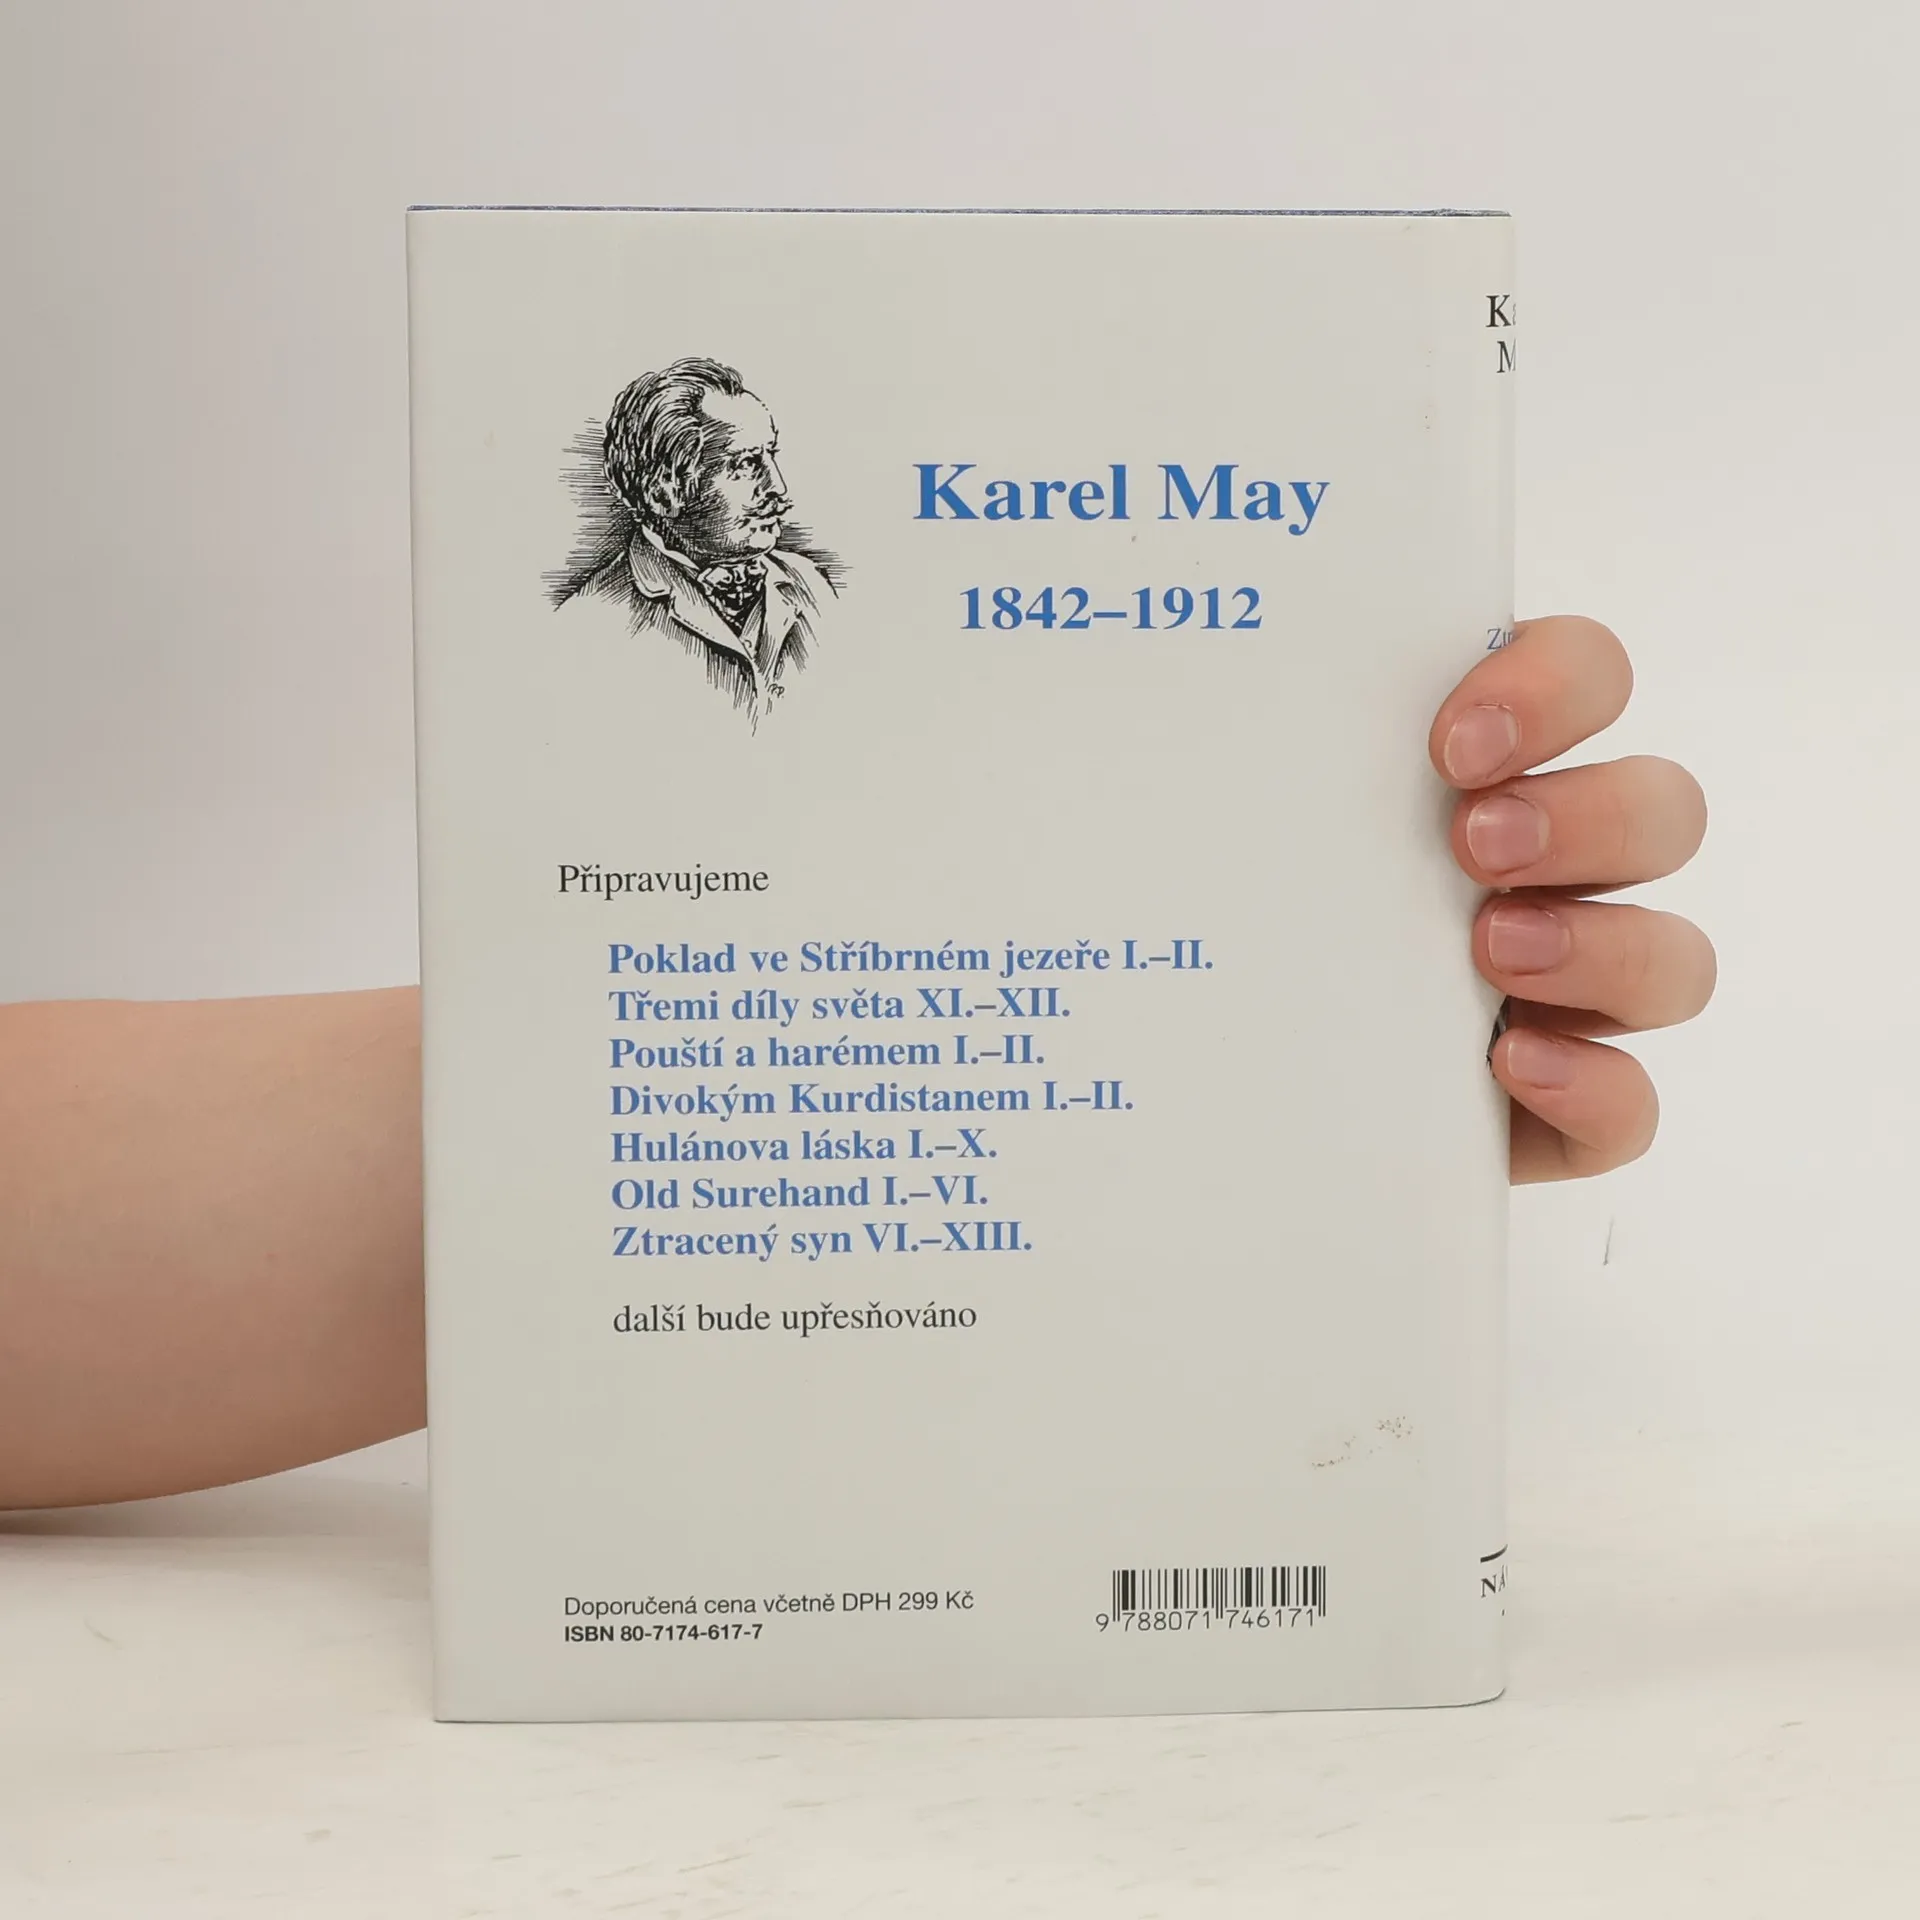 Karel May
1842–1912
Připravujeme
Poklad ve Stříbrném jezeře I.–II.
Třemi díly světa XI.–XII.
Pouští a harémem I.–II.
Divokým Kurdistanem I.–II.
Hulánova láska I.–X.
Old Surehand I.–VI.
Ztracený syn VI.–XIII.
další bude upřesňováno
Doporučená cena včetně DPH 299 Kč
ISBN 80-7174-617-7
9 788071 746171